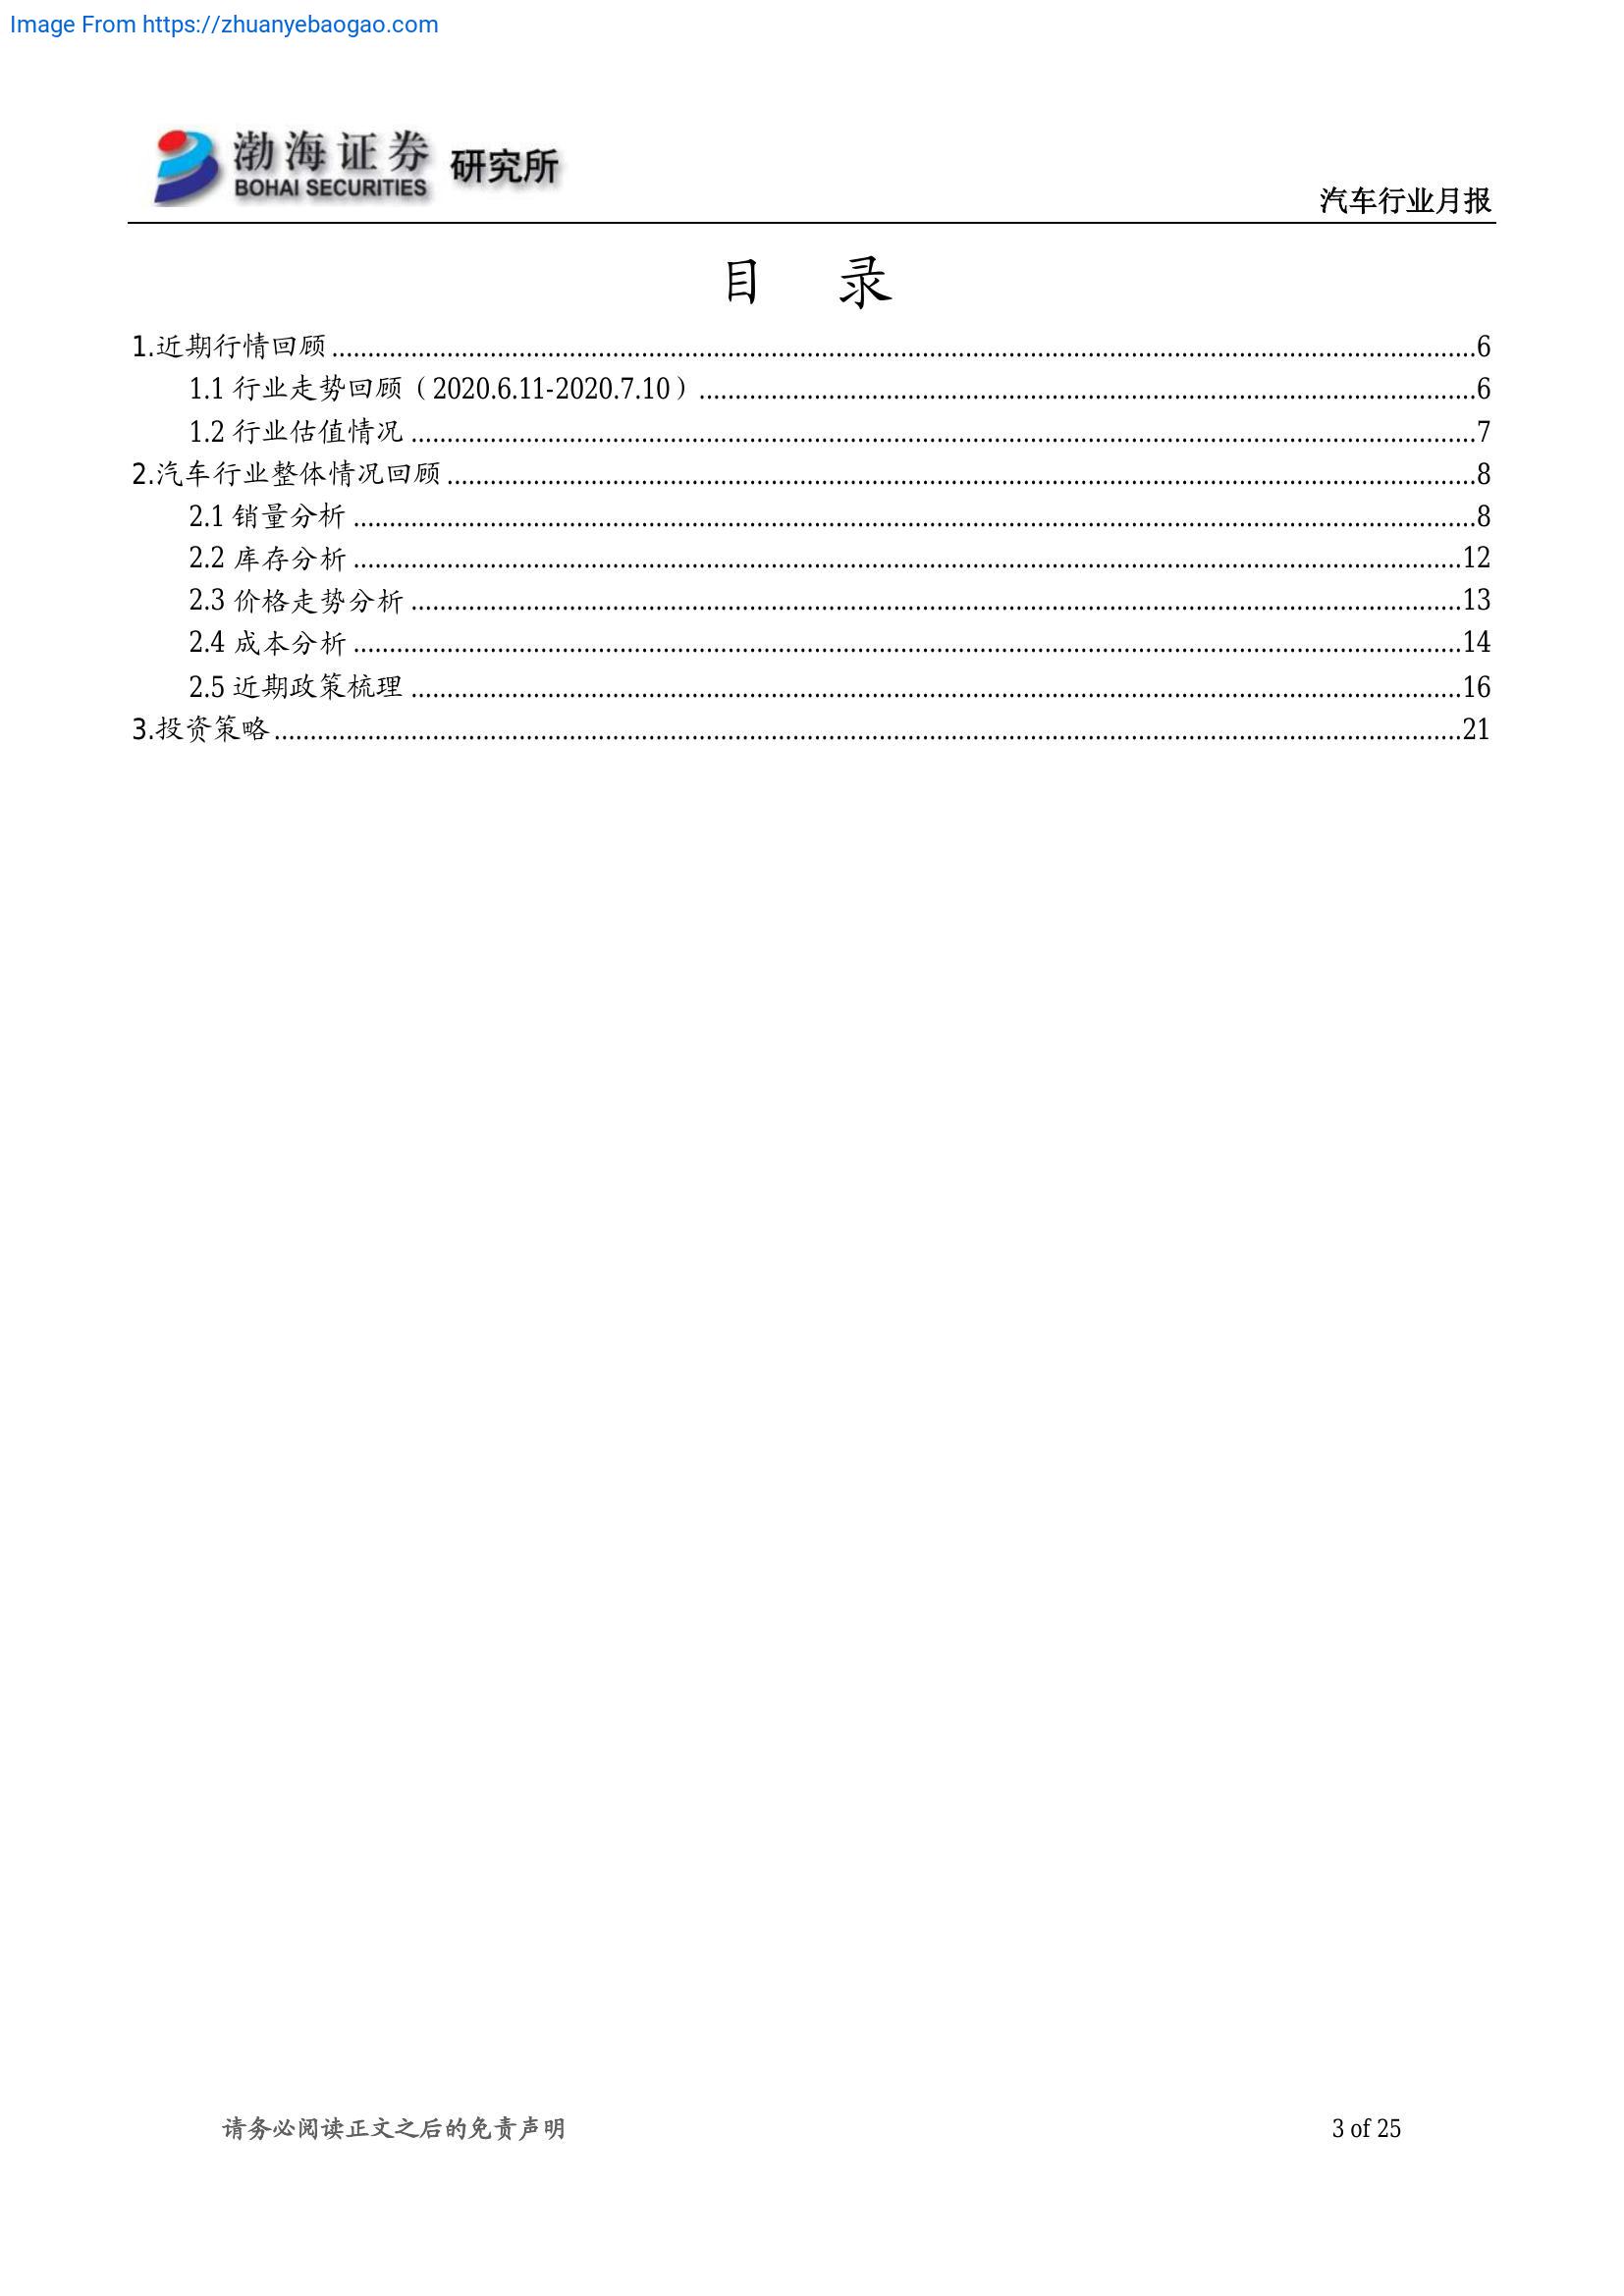 Image From https://zhuanyebaogao.com
渤海证券 研究所
BOHAI SECURITIES
汽车行业月报
目 录
1.近期行情回顾........................................6
1.1 行业走势回顾（2020.6.11-2020.7.10）........................................6
1.2 行业估值情况........................................7
2.汽车行业整体情况回顾........................................8
2.1 销量分析........................................8
2.2 库存分析........................................12
2.3 价格走势分析........................................13
2.4 成本分析........................................14
2.5 近期政策梳理........................................16
3.投资策略........................................21
请务必阅读正文之后的免责声明 3 of 25